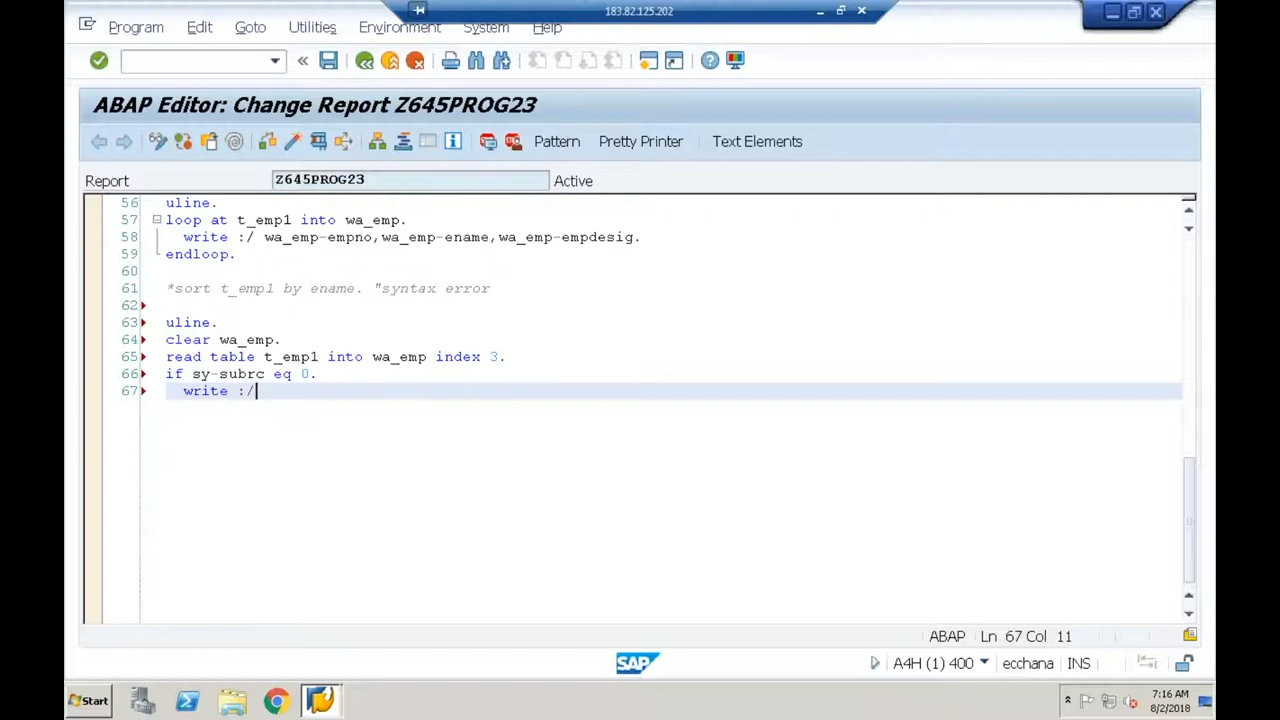 183.82.125.202
Program Edit Goto Utilities Environment System Help
ABAP Editor: Change Report Z645PROG23
Pattern Pretty Printer Text Elements
Report Z645PROG23 Active
56 uline.
57 loop at t_emp1 into wa_emp.
58 write :/ wa_emp-empno,wa_emp-ename,wa_emp-empdesig.
59 endloop.
60
61 *sort t_emp1 by ename. "syntax error
62
63 uline.
64 clear wa_emp.
65 read table t_emp1 into wa_emp index 3.
66 if sy-subrc eq 0.
67 write :/
ABAP Ln 67 Col 11
SAP A4H (1) 400 ecchana INS
Start 7:16 AM
8/2/2018